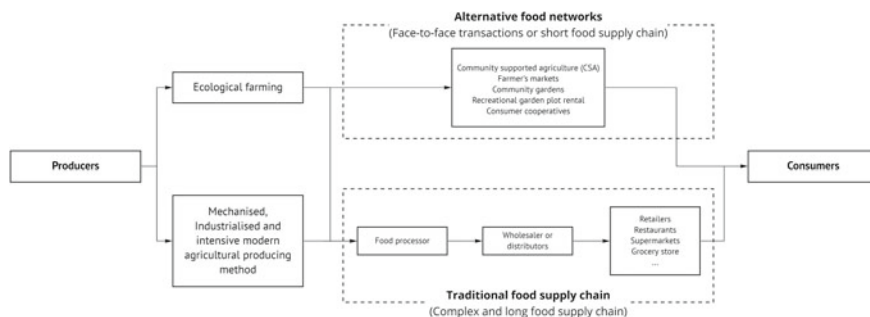 Alternative food networks
(Face-to-face transactions or short food supply chain)
Community supported agriculture (CSA)
Farmer's markets
Community gardens
Recreational garden plot rental
Consumer cooperatives
Ecological farming
Producers
Consumers
Mechanised,
Industrialised and
intensive modern
agricultural producing
method
Food processor
Wholesaler or
distributors
Retailers
Restaurants
Supermarkets
Grocery store
...
Traditional food supply chain
(Complex and long food supply chain)